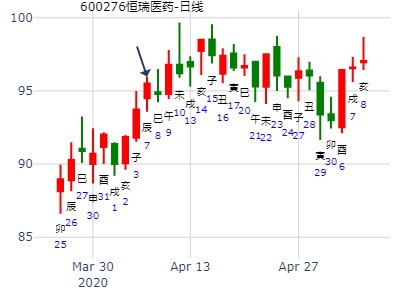 600276恒瑞医药-日线
100
95
90
85
卯
25
辰
26
巳
27
申
30
酉
31
戌
1
亥
2
子
3
辰
7
巳
8
午
9
未
10
戌
13
亥
14
子
15
丑
16
寅
17
巳
20
午
21
未
22
申
23
酉
24
子
27
丑
28
寅
29
卯
30
酉
6
戌
7
亥
8
Mar 30
2020
Apr 13
Apr 27